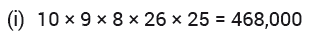 (i) 10 × 9 × 8 × 26 × 25 = 468,000